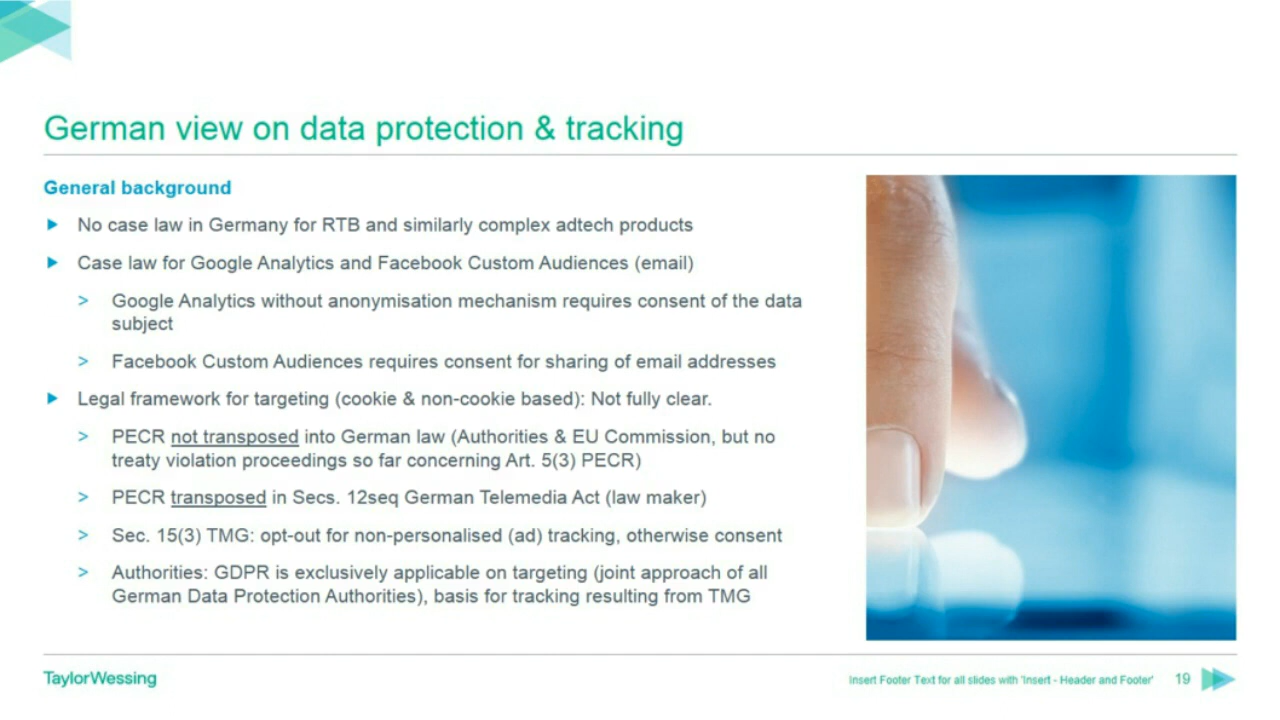 German view on data protection & tracking
General background
No case law in Germany for RTB and similarly complex adtech products
Case law for Google Analytics and Facebook Custom Audiences (email)
> Google Analytics without anonymisation mechanism requires consent of the data
subject
> Facebook Custom Audiences requires consent for sharing of email addresses
Legal framework for targeting (cookie & non-cookie based): Not fully clear.
> PECR not transposed into German law (Authorities & EU Commission, but no
treaty violation proceedings so far concerning Art. 5(3) PECR)
> PECR transposed in Secs. 12seq German Telemedia Act (law maker)
> Sec. 15(3) TMG: opt-out for non-personalised (ad) tracking, otherwise consent
> Authorities: GDPR is exclusively applicable on targeting (joint approach of all
German Data Protection Authorities), basis for tracking resulting from TMG
TaylorWessing
Insert Footer Text for all slides with 'Insert - Header and Footer'
19